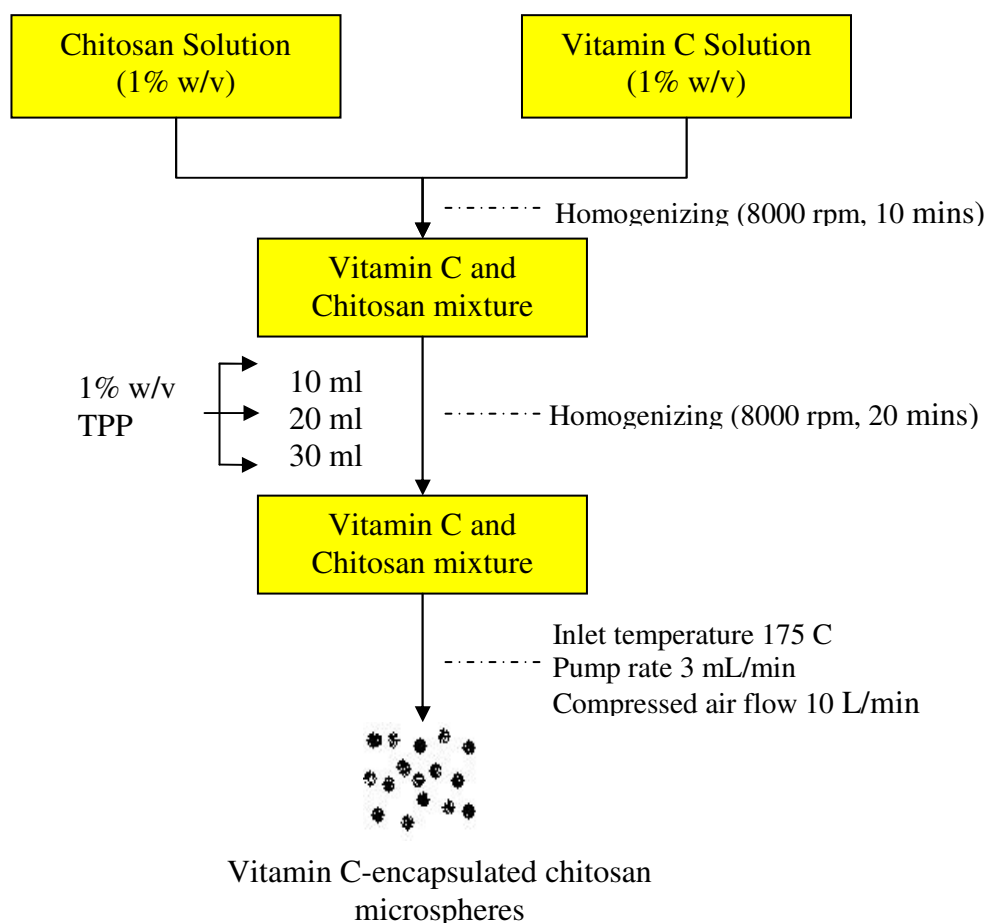 Chitosan Solution
(1% w/v)
Vitamin C Solution
(1% w/v)
Homogenizing (8000 rpm, 10 mins)
Vitamin C and
Chitosan mixture
1% w/v
TPP
10 ml
20 ml
30 ml
Homogenizing (8000 rpm, 20 mins)
Vitamin C and
Chitosan mixture
Inlet temperature 175 C
Pump rate 3 mL/min
Compressed air flow 10 L/min
Vitamin C-encapsulated chitosan
microspheres